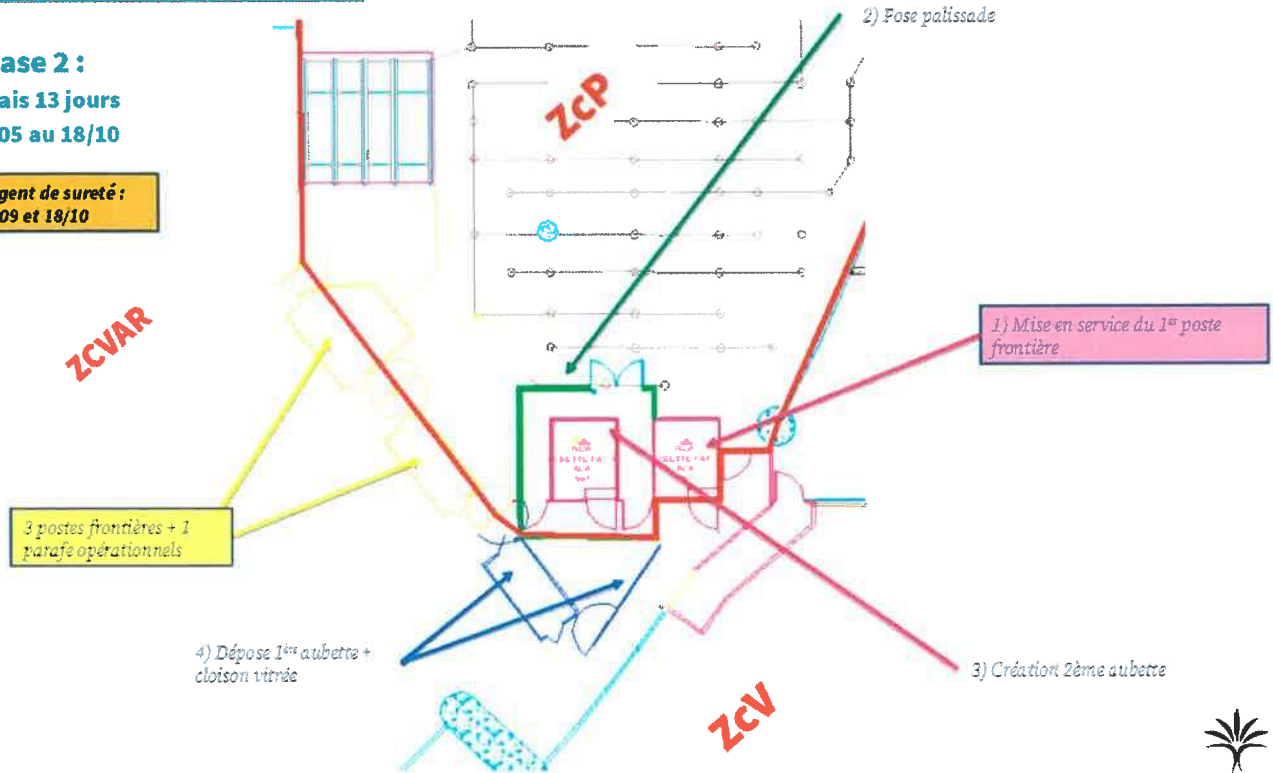 ase 2 :
ais 13 jours
05 au 18/10
gent de sureté :
09 et 18/10
2) Pose palissade
ZcP
ZCVAR
1) Mise en service du 1er poste
frontière
3 postes frontières + 1
parafe opérationnels
4) Dépose 1ère aubette +
cloison vitrée
3) Création 2ème aubette
ZcV